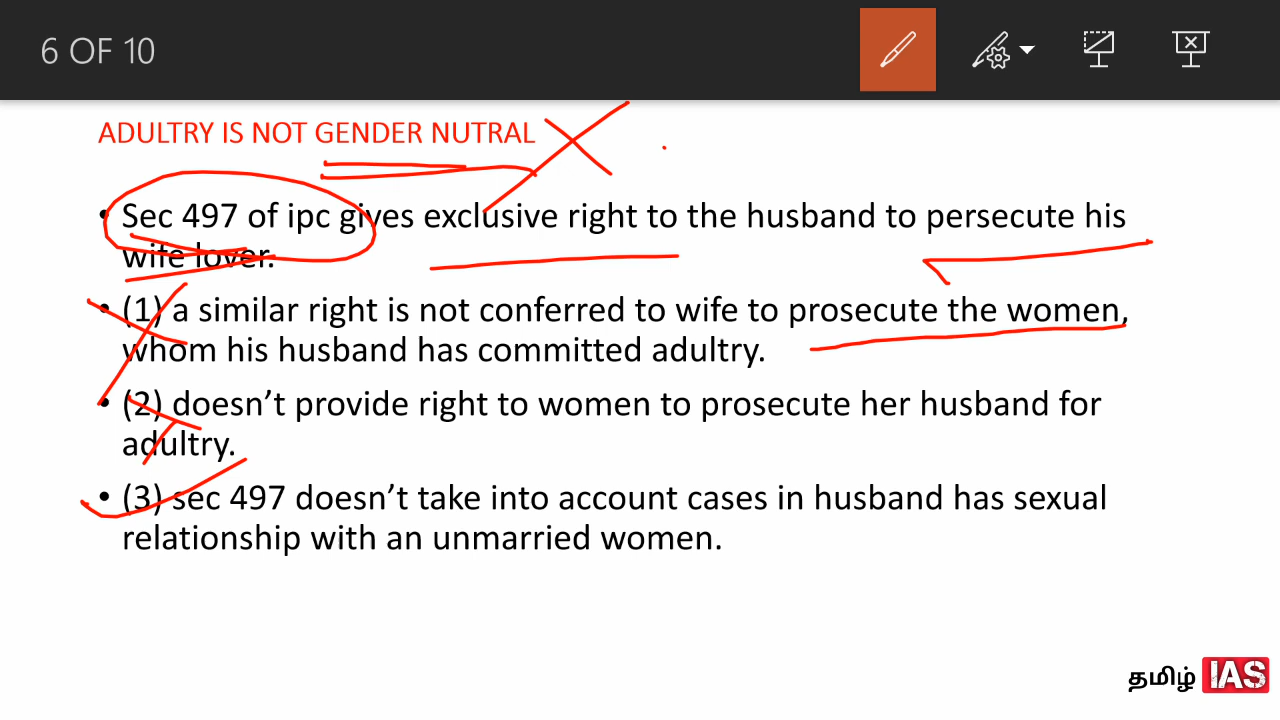 6 OF 10
ADULTRY IS NOT GENDER NUTRAL
• Sec 497 of ipc gives exclusive right to the husband to persecute his
wife lover.
• (1) a similar right is not conferred to wife to prosecute the women,
whom his husband has committed adultry.
• (2) doesn’t provide right to women to prosecute her husband for
adultry.
• (3) sec 497 doesn’t take into account cases in husband has sexual
relationship with an unmarried women.
தமிழ் IAS